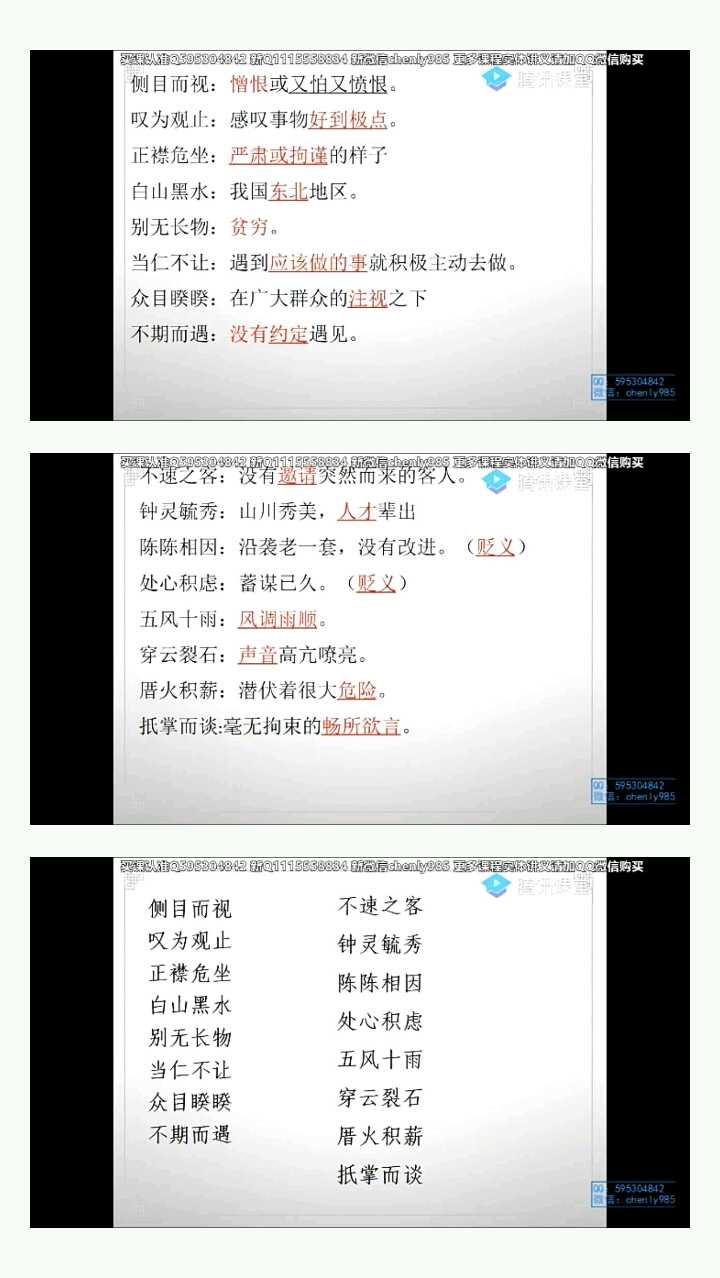 买课认准Q595304842 新Q1115558834 新微信chenly985 更多课程实体讲义请加QQ微信购买
腾讯课堂
侧目而视：憎恨或又怕又愤恨。
叹为观止：感叹事物好到极点。
正襟危坐：严肃或拘谨的样子
白山黑水：我国东北地区。
别无长物：贫穷。
当仁不让：遇到应该做的事就积极主动去做。
众目睽睽：在广大群众的注视之下
不期而遇：没有约定遇见。
QQ：595304842
微信：chenly985
买课认准Q595304842 新Q1115558834 新微信chenly985 更多课程实体讲义请加QQ微信购买
腾讯课堂
不速之客：没有邀请突然而来的客人。
钟灵毓秀：山川秀美，人才辈出
陈陈相因：沿袭老一套，没有改进。（贬义）
处心积虑：蓄谋已久。（贬义）
五风十雨：风调雨顺。
穿云裂石：声音高亢嘹亮。
厝火积薪：潜伏着很大危险。
抵掌而谈:毫无拘束的畅所欲言。
QQ：595304842
微信：chenly985
买课认准Q595304842 新Q1115558834 新微信chenly985 更多课程实体讲义请加QQ微信购买
腾讯课堂
侧目而视
叹为观止
正襟危坐
白山黑水
别无长物
当仁不让
众目睽睽
不期而遇
不速之客
钟灵毓秀
陈陈相因
处心积虑
五风十雨
穿云裂石
厝火积薪
抵掌而谈
QQ：595304842
微信：chenly985